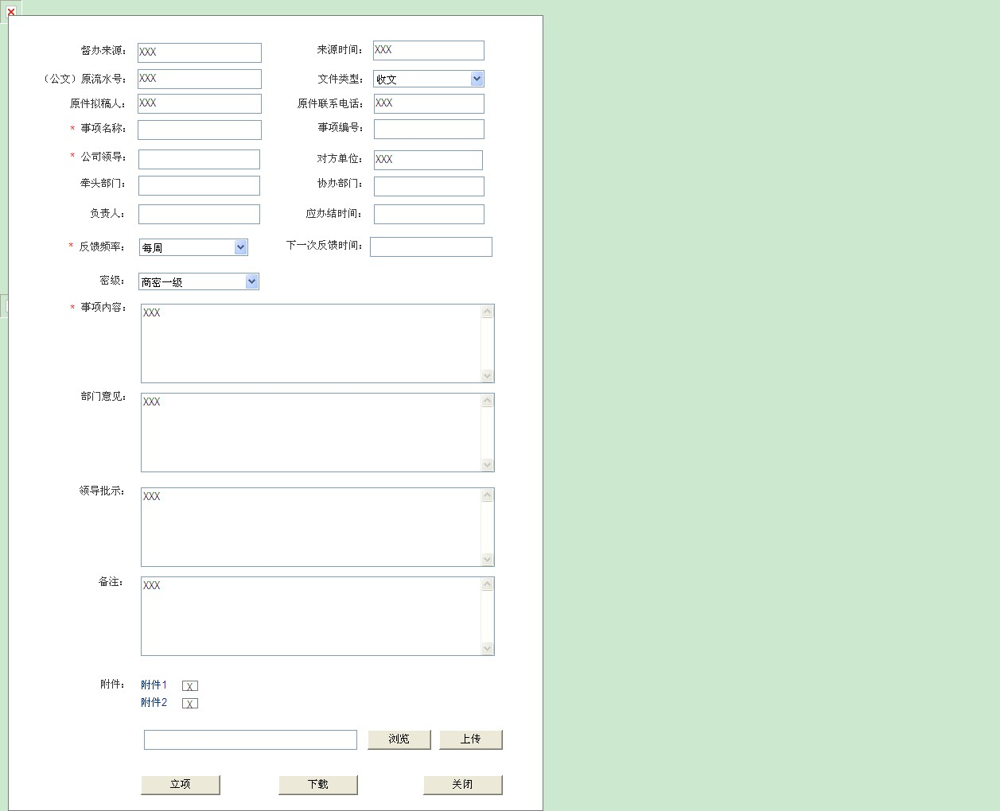 督办来源： XXX 来源时间： XXX
（公文）原流水号： XXX 文件类型： 收文
原件拟稿人： XXX 原件联系电话： XXX
* 事项名称： 事项编号：
* 公司领导： 对方单位： XXX
牵头部门： 协办部门：
负责人： 应办结时间：
* 反馈频率： 每周 下一次反馈时间：
密级： 商密一级
* 事项内容： XXX
部门意见： XXX
领导批示： XXX
备注： XXX
附件： 附件1 X
附件2 X
浏览 上传
立项 下载 关闭